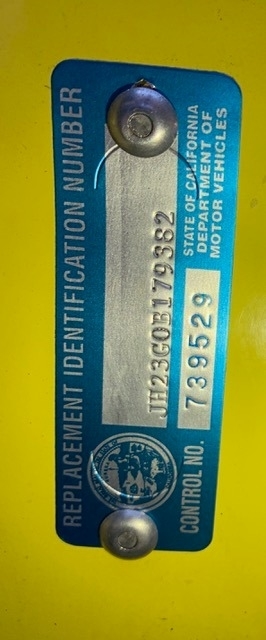 REPLACEMENT IDENTIFICATION NUMBER
JH23G0B179382
STATE OF CALIFORNIA
DEPARTMENT OF
MOTOR VEHICLES
CONTROL NO. 739529